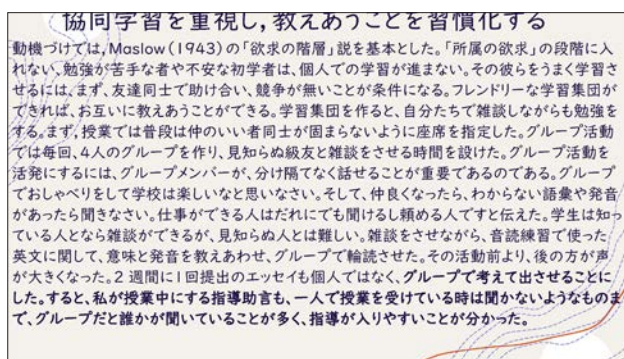 協同学習を重視し，教えあうことを習慣化する
動機づけでは，Maslow(1943)の「欲求の階層」説を基本とした。「所属の欲求」の段階に入
れない，勉強が苦手な者や不安な初学者は，個人での学習が進まない。その彼らをうまく学習さ
せるには，まず，友達同士で助け合い，競争が無いことが条件になる。フレンドリーな学習集団が
できれば，お互いに教えあうことができる。学習集団を作ると，自分たちで雑談しながらも勉強を
する。まず，授業では普段は仲のいい者同士が固まらないように座席を指定した。グループ活動
では毎回，4人のグループを作り，見知らぬ級友と雑談をさせる時間を設けた。グループ活動を
活発にするには，グループメンバーが，分け隔てなく話せることが重要であるのである。グループ
でおしゃべりをして学校は楽しいなと思いなさい。そして，仲良くなったら，わからない語彙や発音
があったら聞きなさい。仕事ができる人はだれにでも聞けるし頼める人ですと伝えた。学生は知っ
ている人となら雑談ができるが，見知らぬ人とは難しい。雑談をさせながら，音読練習で使った
英文に関して，意味と発音を教えあわせ，グループで輪読させた。その活動前より，後の方が声
が大きくなった。2週間に1回提出のエッセイも個人ではなく，グループで考えて出させることに
した。すると，私が授業中にする指導助言も，一人で授業を受けている時は聞かないようなものま
で，グループだと誰かが聞いていることが多く，指導が入りやすいことが分かった。